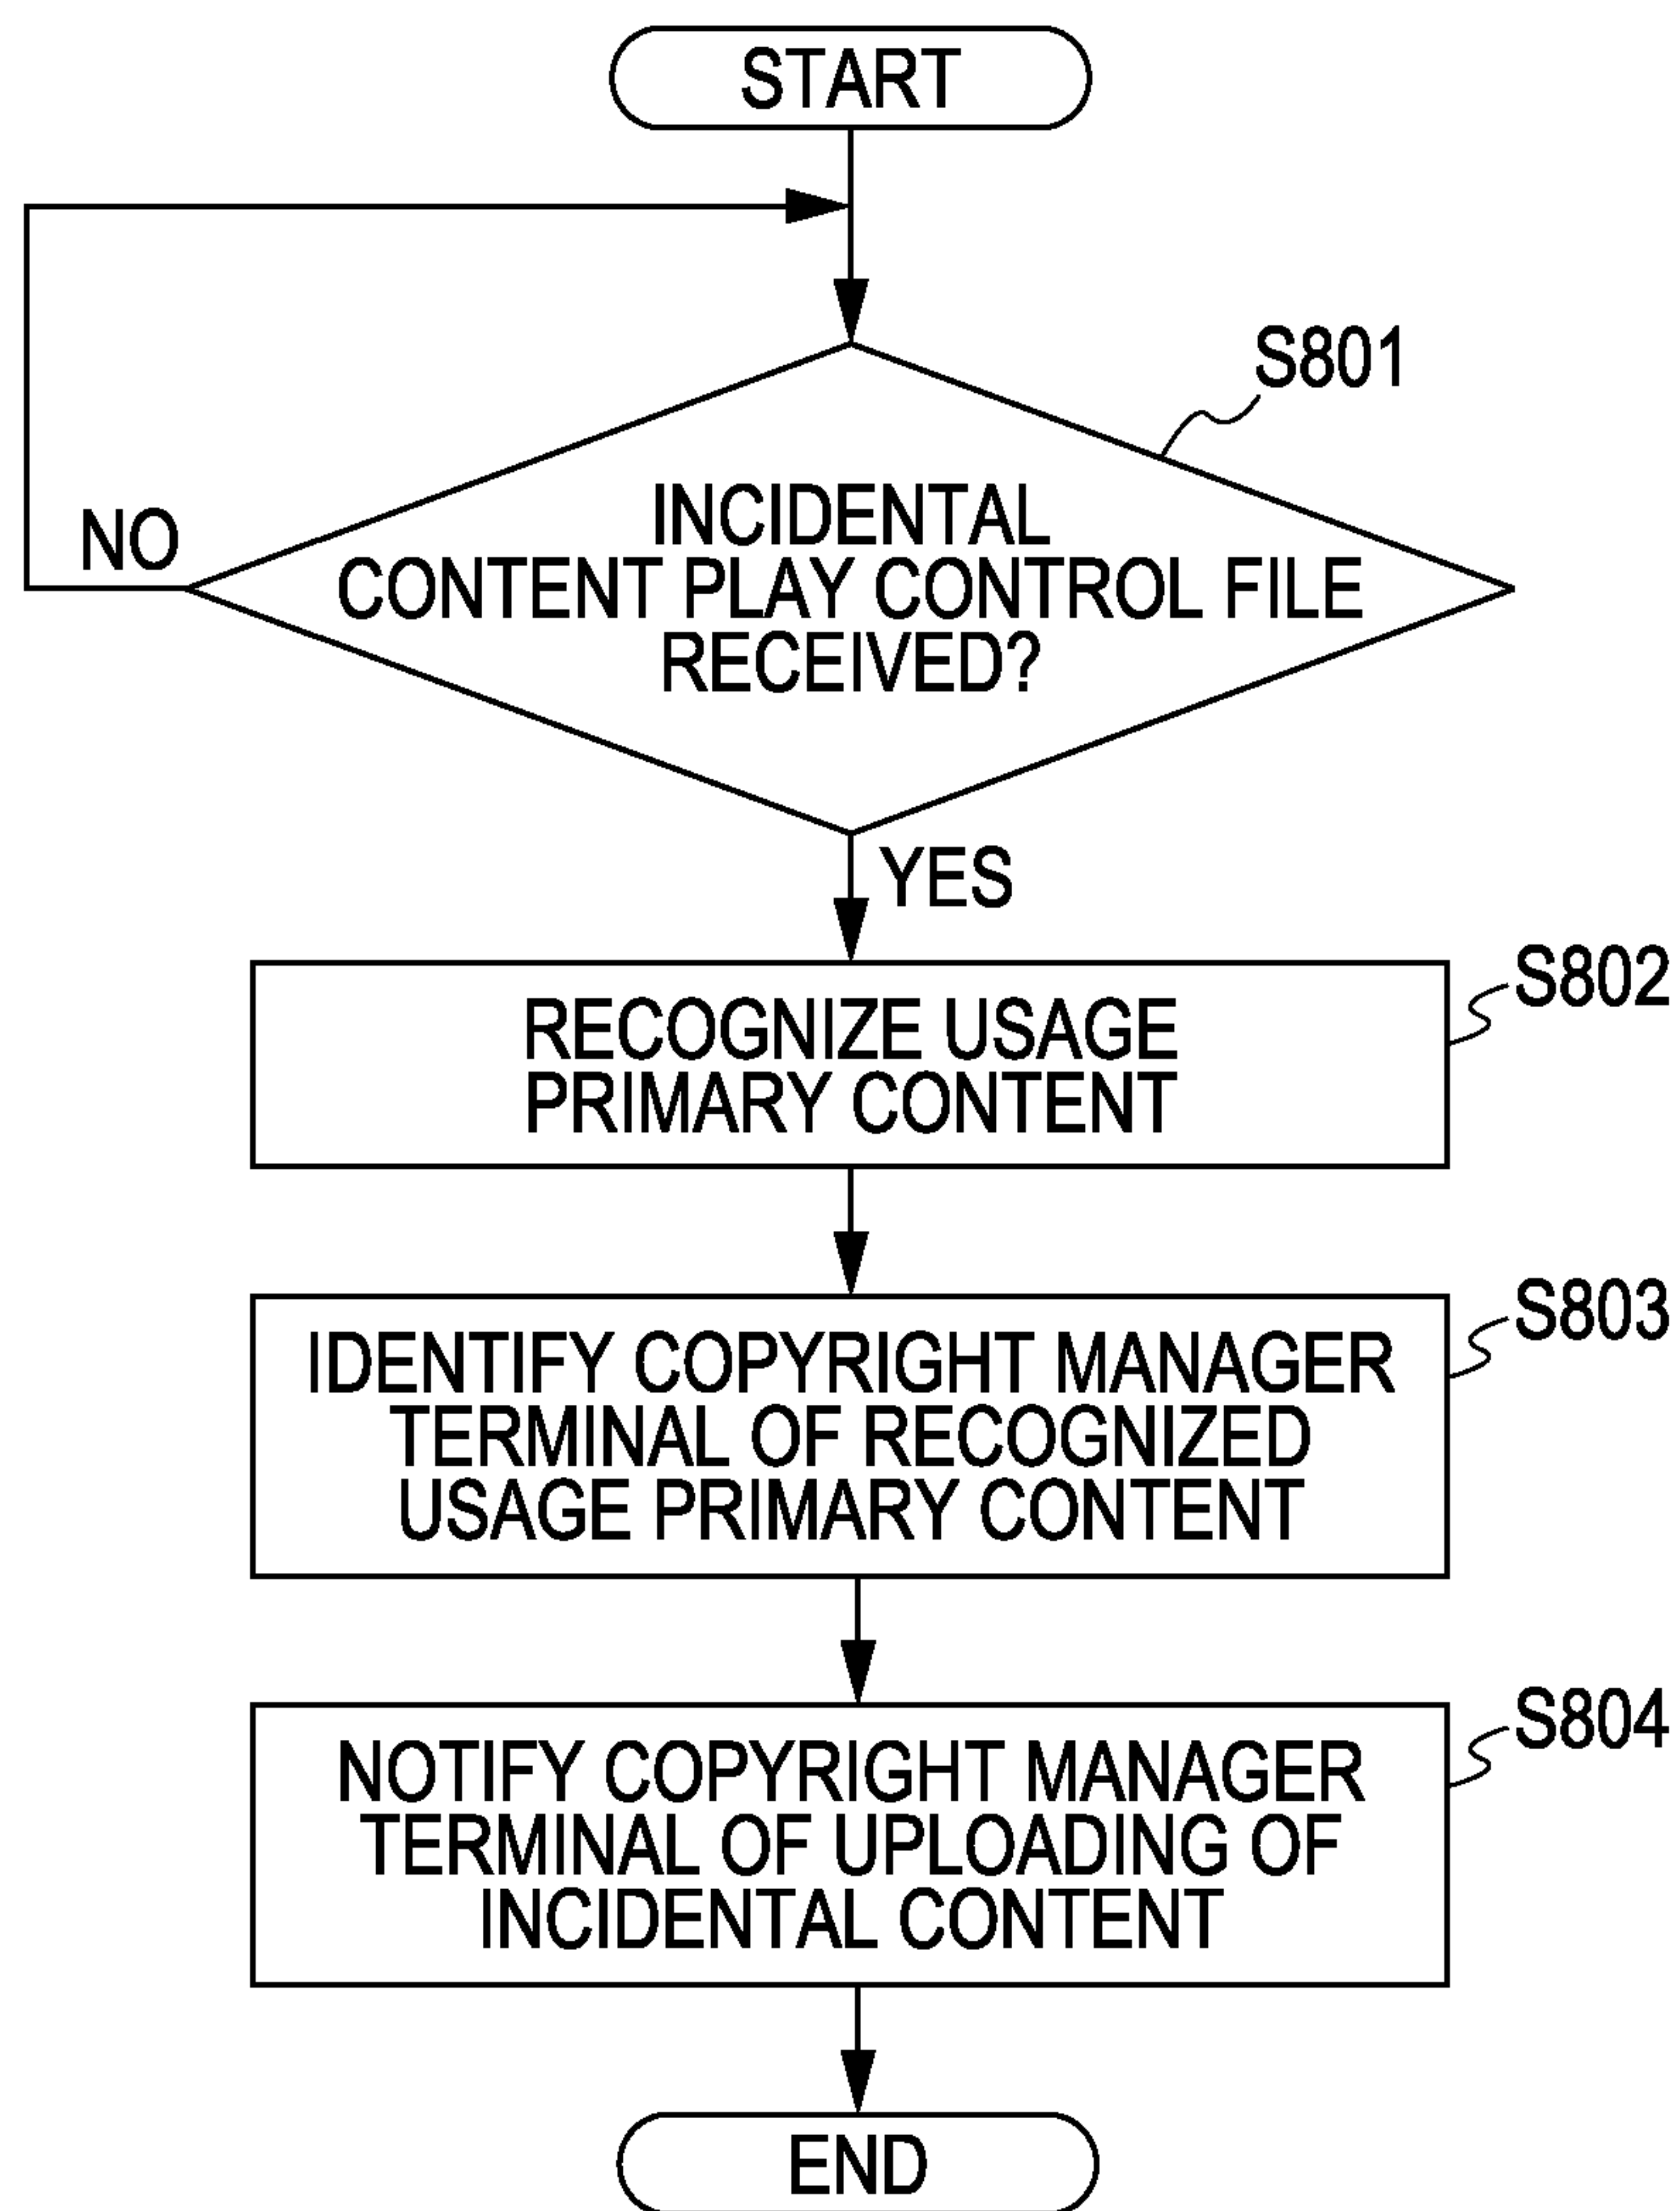 START
S801
INCIDENTAL
CONTENT PLAY CONTROL FILE
RECEIVED?
NO
YES
S802
RECOGNIZE USAGE
PRIMARY CONTENT
S803
IDENTIFY COPYRIGHT MANAGER
TERMINAL OF RECOGNIZED
USAGE PRIMARY CONTENT
S804
NOTIFY COPYRIGHT MANAGER
TERMINAL OF UPLOADING OF
INCIDENTAL CONTENT
END